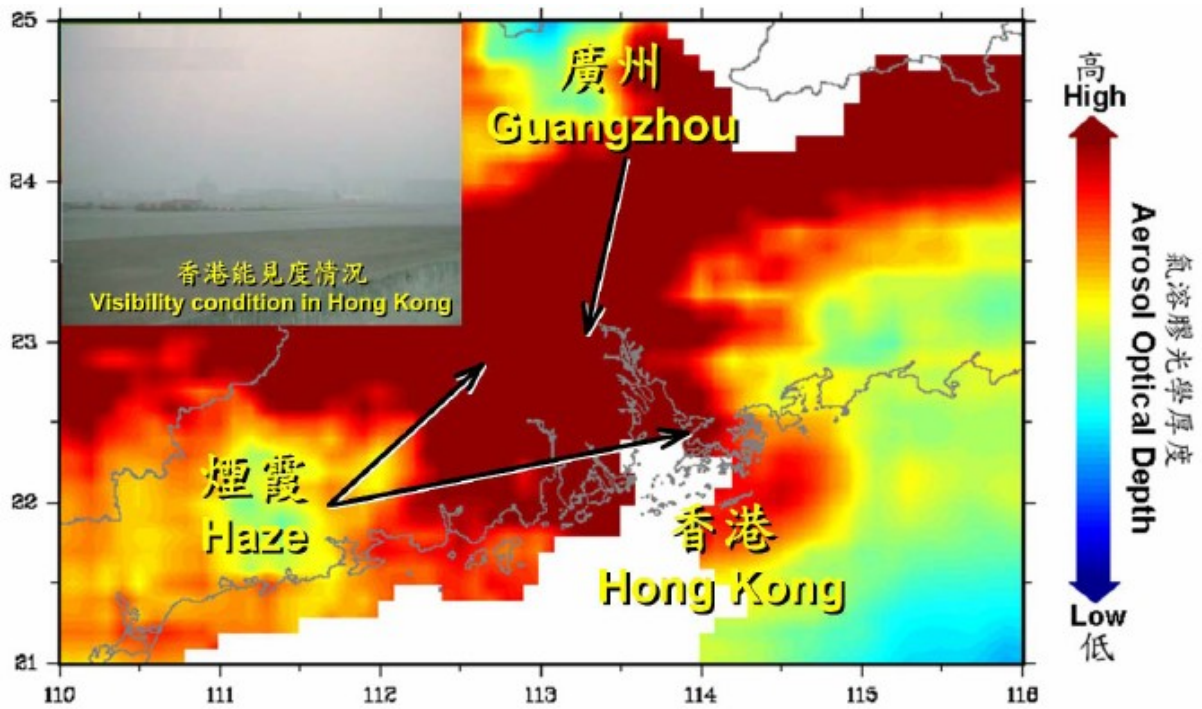 25
24
23
22
21
110
111
112
113
114
115
116
廣州
Guangzhou
香港能見度情況
Visibility condition in Hong Kong
煙霞
Haze
香港
Hong Kong
高
High
Aerosol Optical Depth
氣溶膠光學厚度
Low
低